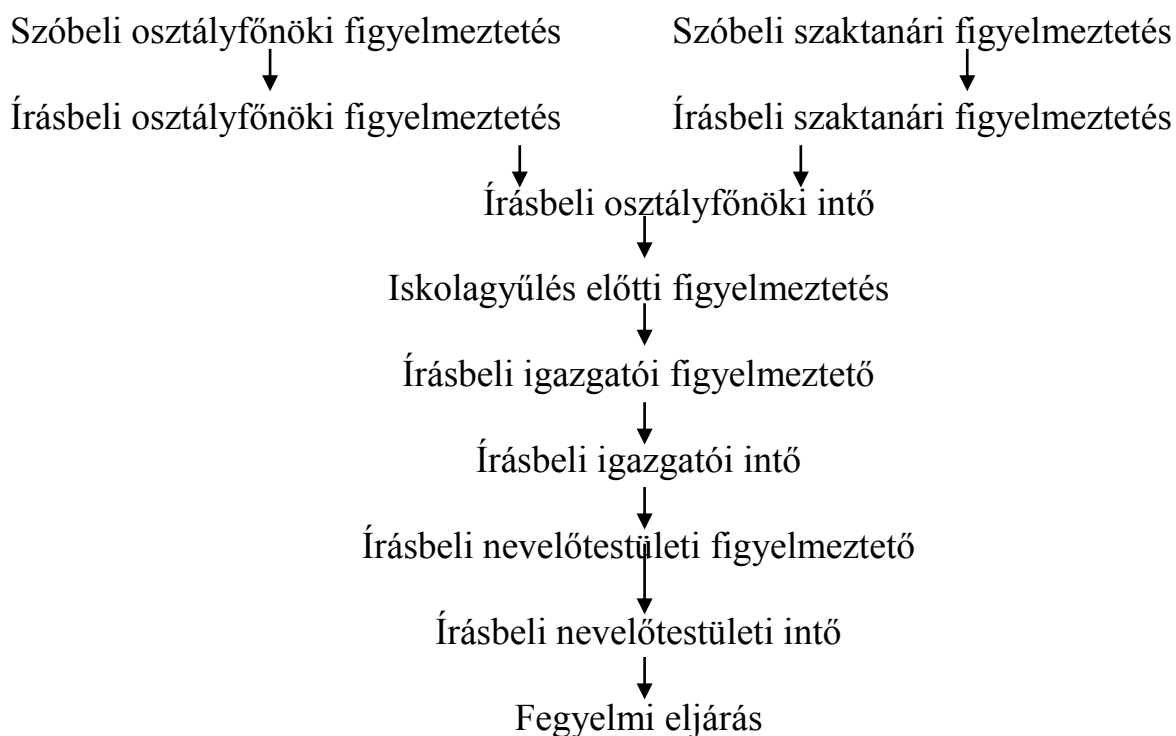 Szóbeli osztályfőnöki figyelmeztetés Szóbeli szaktanári figyelmeztetés
Írásbeli osztályfőnöki figyelmeztetés Írásbeli szaktanári figyelmeztetés
Írásbeli osztályfőnöki intő
Iskolagyűlés előtti figyelmeztetés
Írásbeli igazgatói figyelmeztető
Írásbeli igazgatói intő
Írásbeli nevelőtestületi figyelmeztető
Írásbeli nevelőtestületi intő
Fegyelmi eljárás